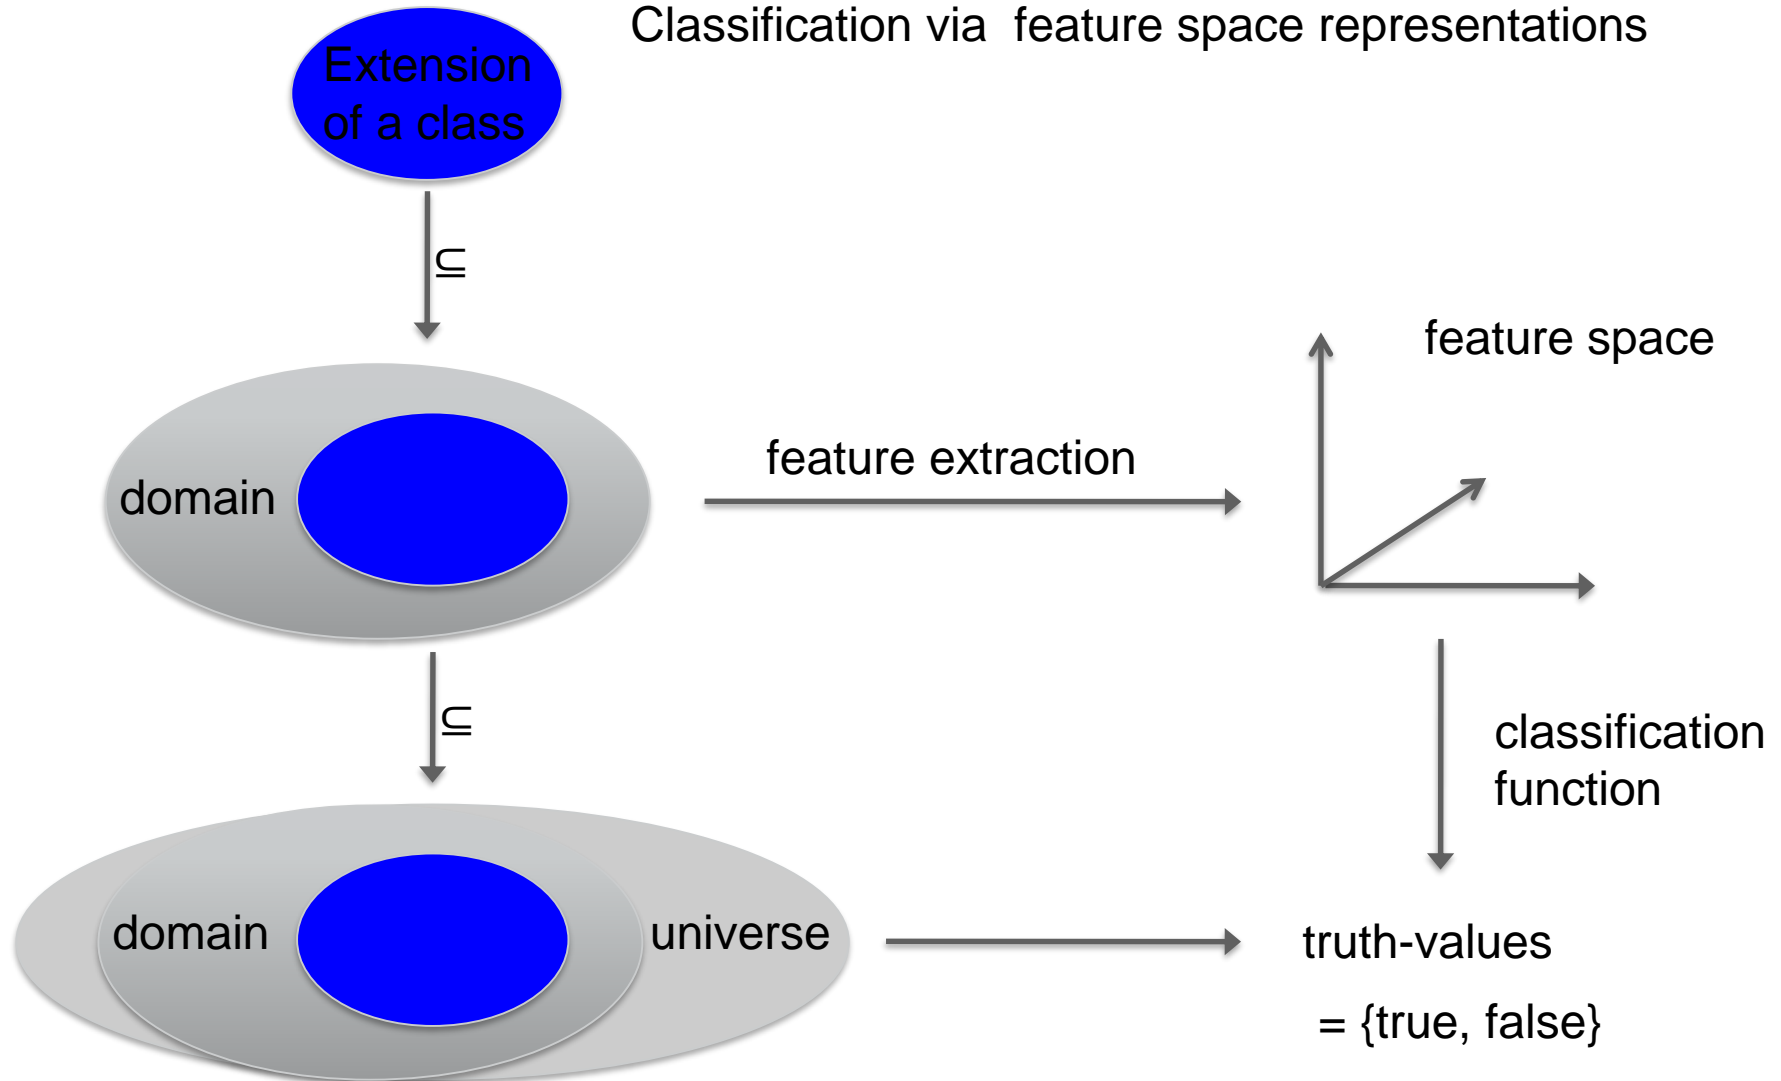 Classification via feature space representations
Extension
of a class
⊆
feature space
feature extraction
domain
⊆
classification
function
domain
universe
truth-values
= {true, false}